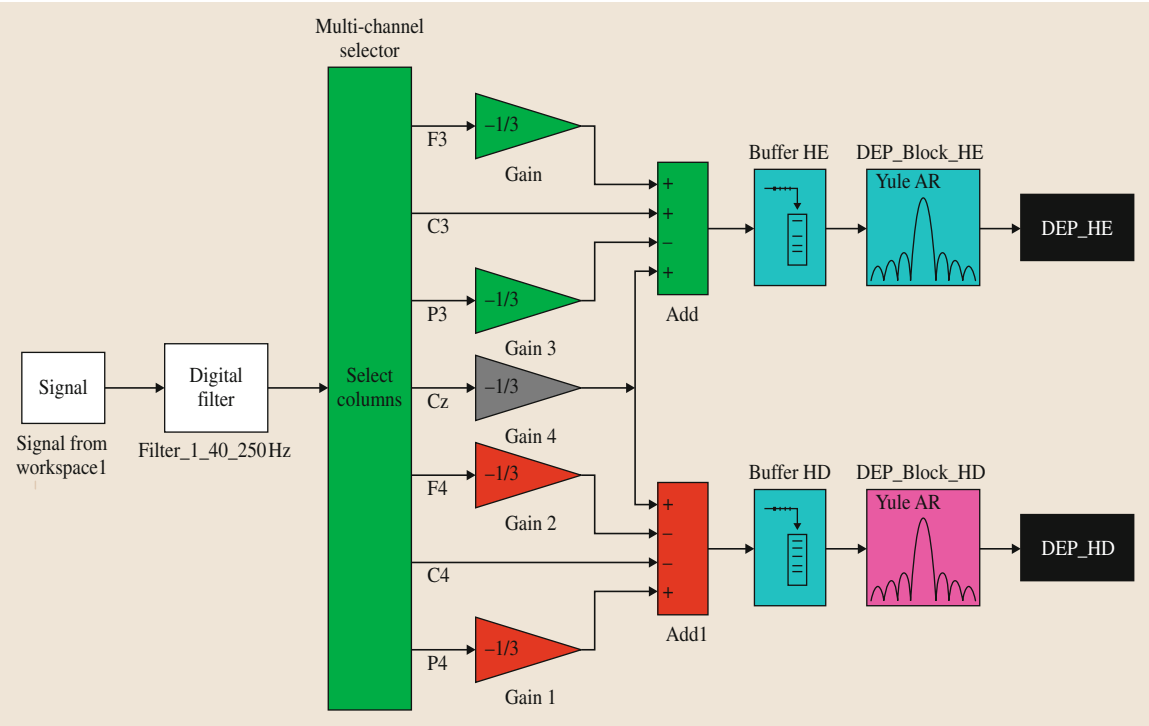 Multi-channel
selector
F3
−1/3
Gain
C3
P3
−1/3
Gain 3
Select
columns
Cz
−1/3
Gain 4
F4
−1/3
Gain 2
C4
P4
−1/3
Gain 1
Signal
Signal from
workspace1
Digital
filter
Filter_1_40_250Hz
+
+
−
+
Add
Buffer HE
DEP_Block_HE
Yule AR
DEP_HE
+
−
−
+
Add1
Buffer HD
DEP_Block_HD
Yule AR
DEP_HD